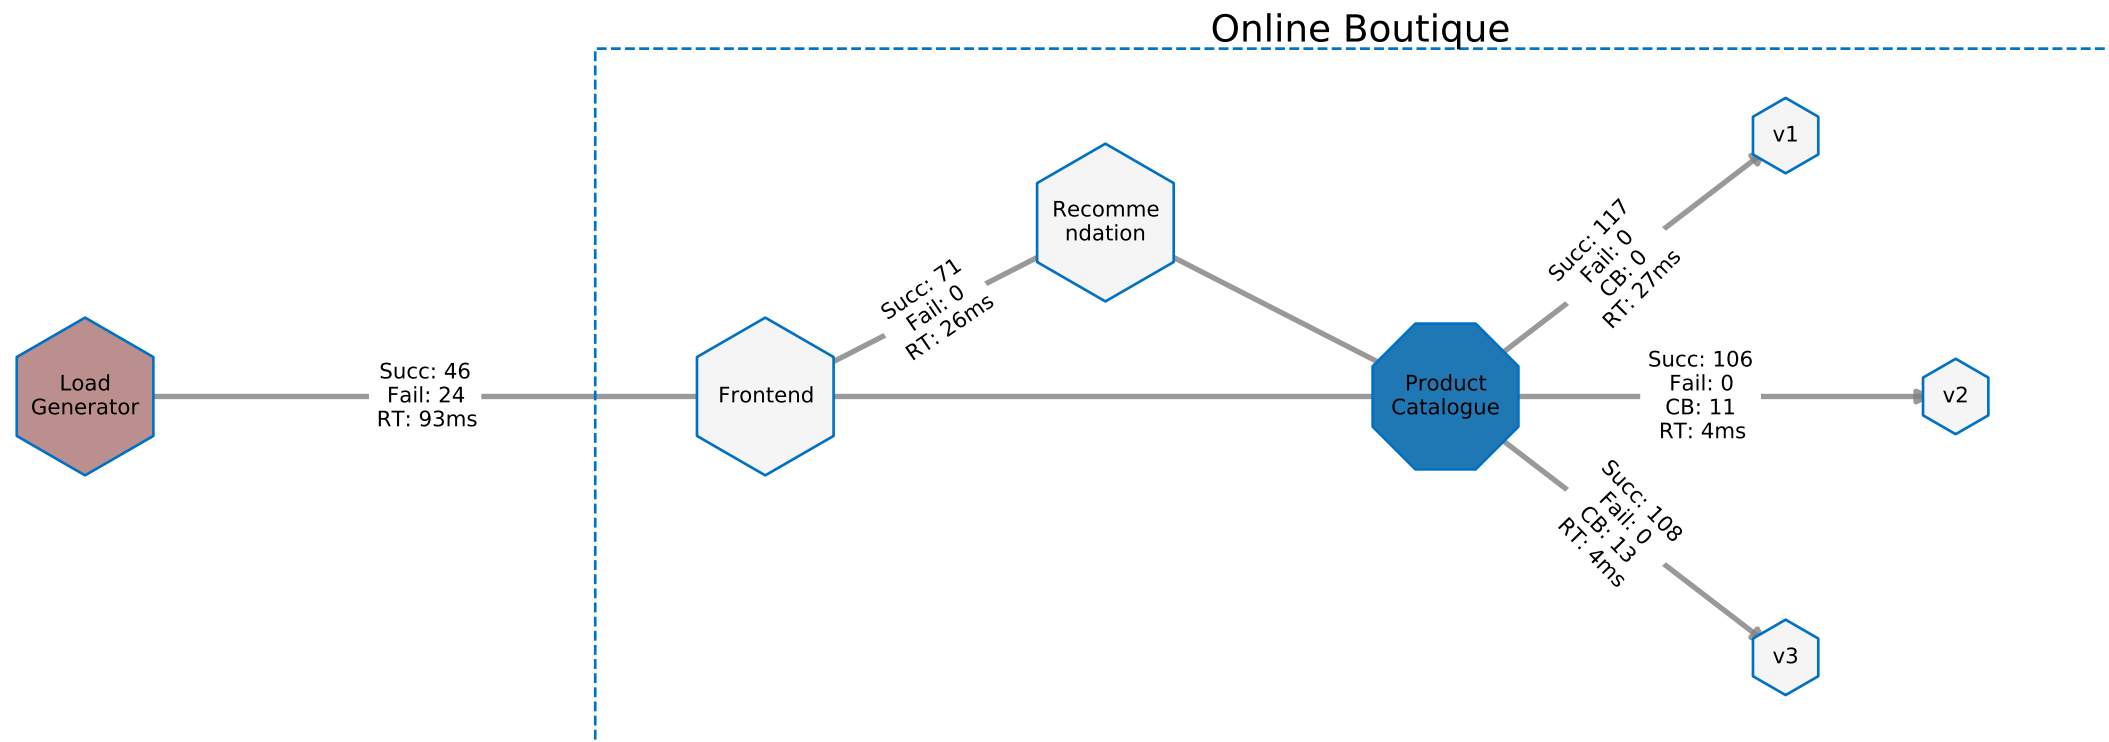 Online Boutique
Load
Generator
Succ: 46
Fail: 24
RT: 93ms
Frontend
Succ: 71
Fail: 0
RT: 26ms
Recomme
ndation
Product
Catalogue
Succ: 117
Fail: 0
CB: 0
RT: 27ms
v1
Succ: 106
Fail: 0
CB: 11
RT: 4ms
v2
Succ: 108
Fail: 0
CB: 13
RT: 4ms
v3